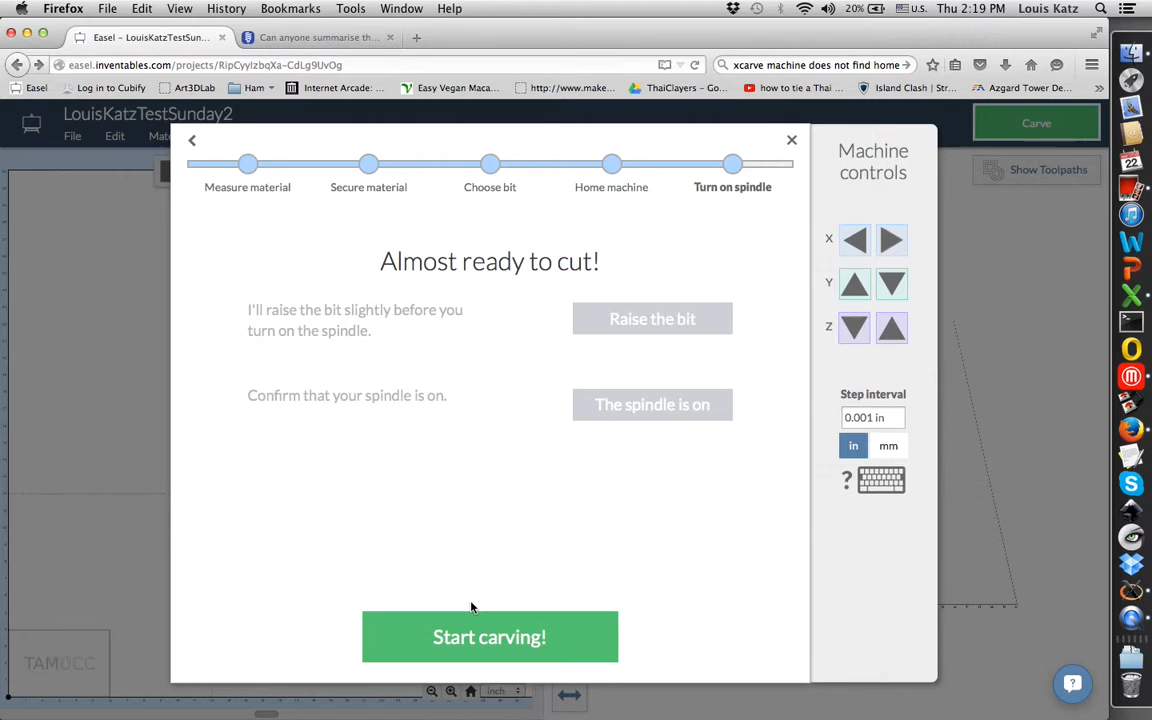 Firefox File Edit View History Bookmarks Tools Window Help 20% U.S. Thu 2:19 PM Louis Katz
Easel – LouisKatzTestSun... × Can anyone summarise th... × +
easel.inventables.com/projects/RipCyyIzbqXa-CdLg9UvOg xcarve machine does not find home
Easel Log in to Cubify Art3DLab Ham Internet Arcade: ... Easy Vegan Maca... http://www.make... ThaiClayers – Go... how to tie a Thai ... Island Clash | Str... Azgard Tower De...
LouisKatzTestSunday2
File Edit Mate
Carve
Show Toolpaths
Measure material Secure material Choose bit Home machine Turn on spindle
Almost ready to cut!
I'll raise the bit slightly before you
turn on the spindle.
Raise the bit
Confirm that your spindle is on.
The spindle is on
Start carving!
Machine
controls
X
Y
Z
Step interval
0.001 in
in mm
?
TAMUCC
inch
22